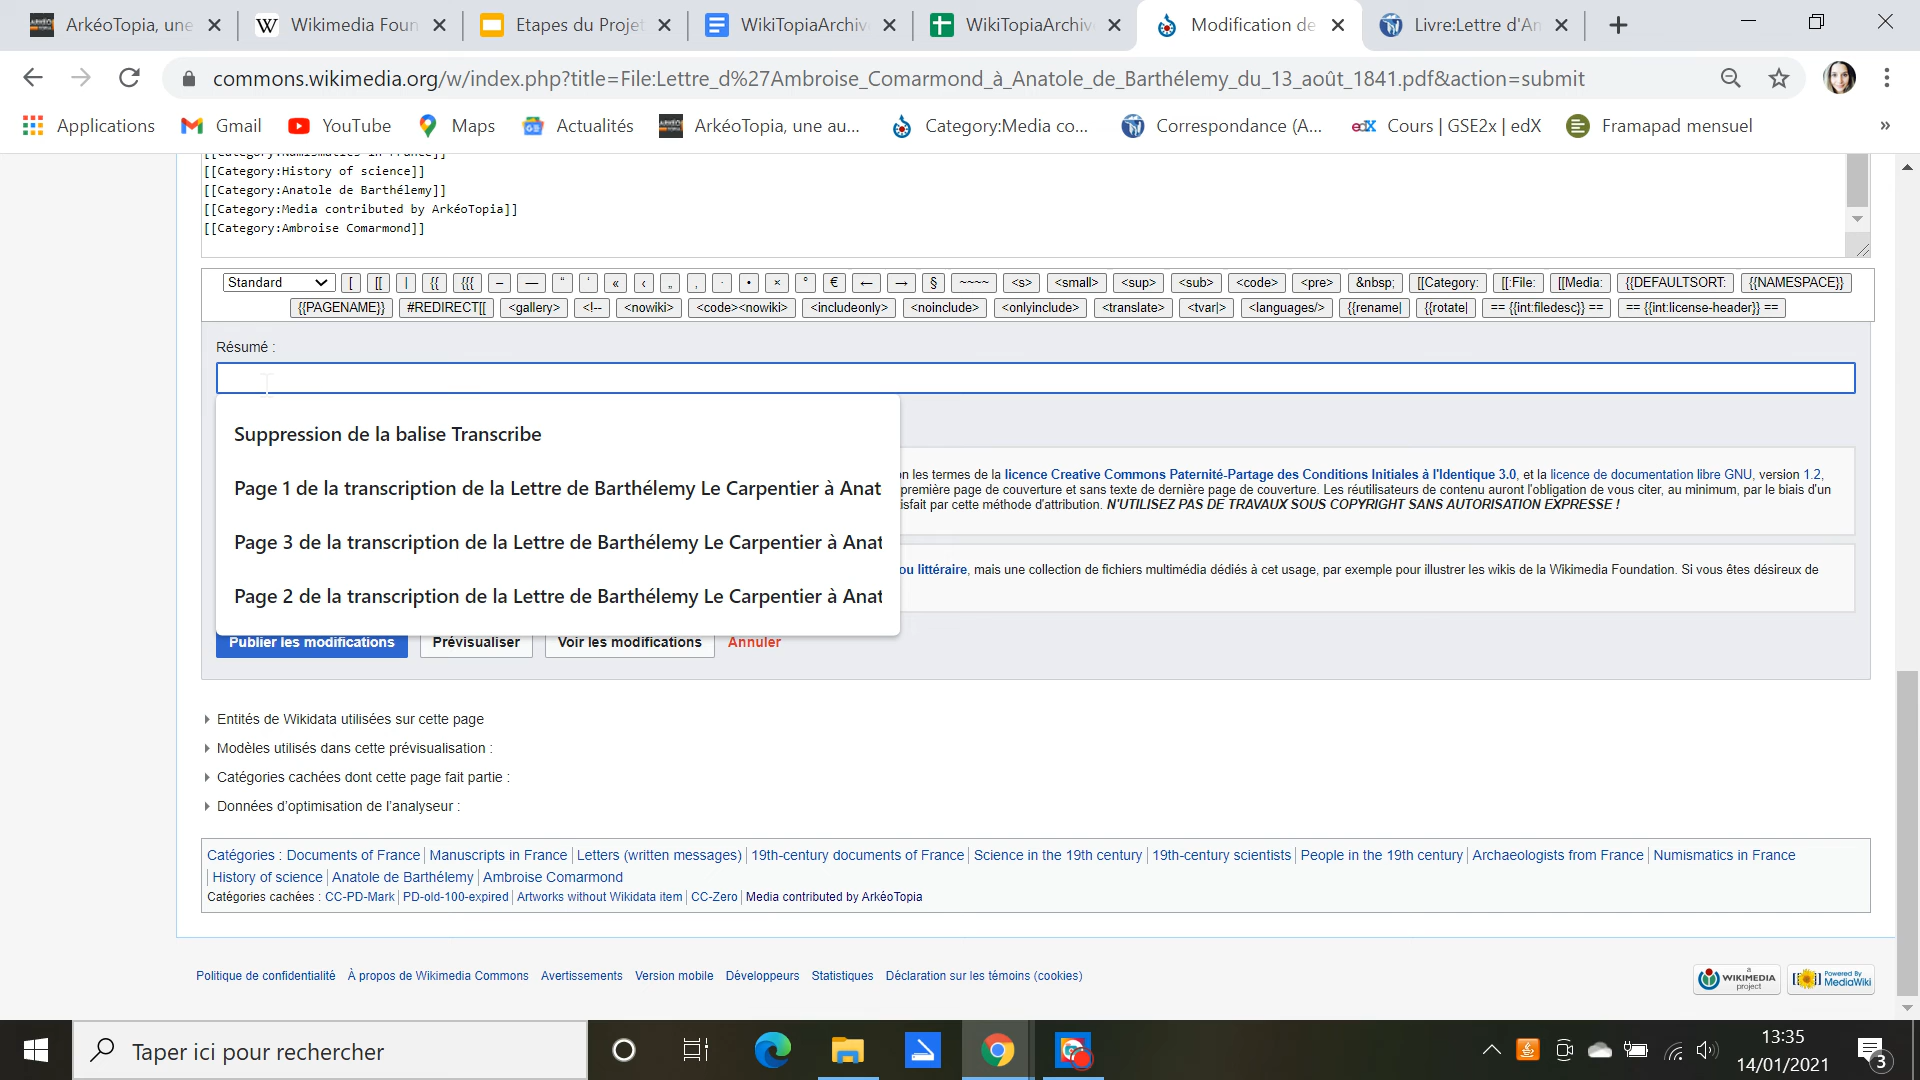 ArkéoTopia, une
Wikimedia Foun
Etapes du Projet
WikiTopiaArchiv
WikiTopiaArchiv
Modification de
Livre:Lettre d'Am
commons.wikimedia.org/w/index.php?title=File:Lettre_d%27Ambroise_Comarmond_à_Anatole_de_Barthélemy_du_13_août_1841.pdf&action=submit
Applications Gmail YouTube Maps Actualités ArkéoTopia, une au... Category:Media co... Correspondance (A... edX Cours | GSE2x | edX Framapad mensuel »
[[Category:Numismatics in France]]
[[Category:History of science]]
[[Category:Anatole de Barthélemy]]
[[Category:Media contributed by ArkéoTopia]]
[[Category:Ambroise Comarmond]]
Standard [ [[ | {{ {{{ – — “ ‘ « ‹ „ ‚ · • × ° € ← → § ~~~~ <s> <small> <sup> <sub> <code> <pre> &nbsp; [[Category: [[:File: [[Media: {{DEFAULTSORT: {{NAMESPACE}}
{{PAGENAME}} #REDIRECT[[ <gallery> <!-- <nowiki> <code><nowiki> <includeonly> <noinclude> <onlyinclude> <translate> <tvar|> <languages/> {{rename| {{rotate| == {{int:filedesc}} == == {{int:license-header}} ==
Résumé :
Suppression de la balise Transcribe
Page 1 de la transcription de la Lettre de Barthélemy Le Carpentier à Anat
Page 3 de la transcription de la Lettre de Barthélemy Le Carpentier à Anat
Page 2 de la transcription de la Lettre de Barthélemy Le Carpentier à Anat
on les termes de la licence Creative Commons Paternité-Partage des Conditions Initiales à l'Identique 3.0, et la licence de documentation libre GNU, version 1.2,
première page de couverture et sans texte de dernière page de couverture. Les réutilisateurs de contenu auront l'obligation de vous citer, au minimum, par le biais d'un
isfait par cette méthode d'attribution. N'UTILISEZ PAS DE TRAVAUX SOUS COPYRIGHT SANS AUTORISATION EXPRESSE !
ou littéraire, mais une collection de fichiers multimédia dédiés à cet usage, par exemple pour illustrer les wikis de la Wikimedia Foundation. Si vous êtes désireux de
Publier les modifications Prévisualiser Voir les modifications Annuler
Entités de Wikidata utilisées sur cette page
Modèles utilisés dans cette prévisualisation :
Catégories cachées dont cette page fait partie :
Données d'optimisation de l'analyseur :
Catégories : Documents of France | Manuscripts in France | Letters (written messages) | 19th-century documents of France | Science in the 19th century | 19th-century scientists | People in the 19th century | Archaeologists from France | Numismatics in France
| History of science | Anatole de Barthélemy | Ambroise Comarmond
Catégories cachées : CC-PD-Mark | PD-old-100-expired | Artworks without Wikidata item | CC-Zero | Media contributed by ArkéoTopia
Politique de confidentialité À propos de Wikimedia Commons Avertissements Version mobile Développeurs Statistiques Déclaration sur les témoins (cookies)
a WIKIMEDIA project
Powered By MediaWiki
Taper ici pour rechercher
13:35
14/01/2021
3